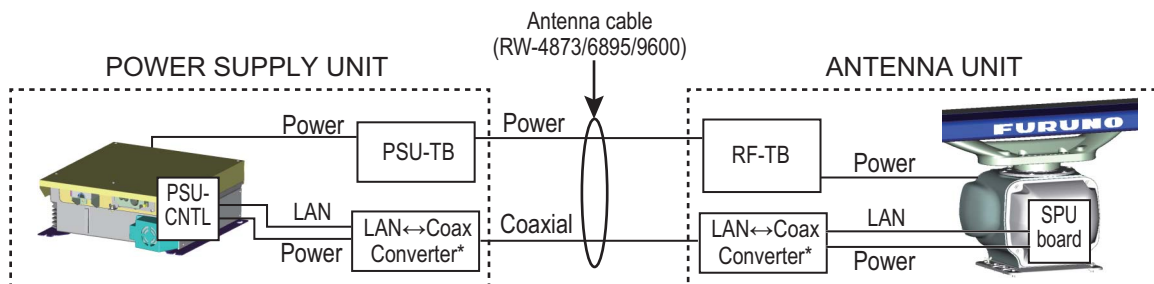 Antenna cable
(RW-4873/6895/9600)
POWER SUPPLY UNIT
ANTENNA UNIT
Power
PSU-TB
Power
RF-TB
FURUNO
Power
PSU-
CNTL
LAN
Power
LAN↔Coax
Converter*
Coaxial
LAN↔Coax
Converter*
LAN
Power
SPU
board